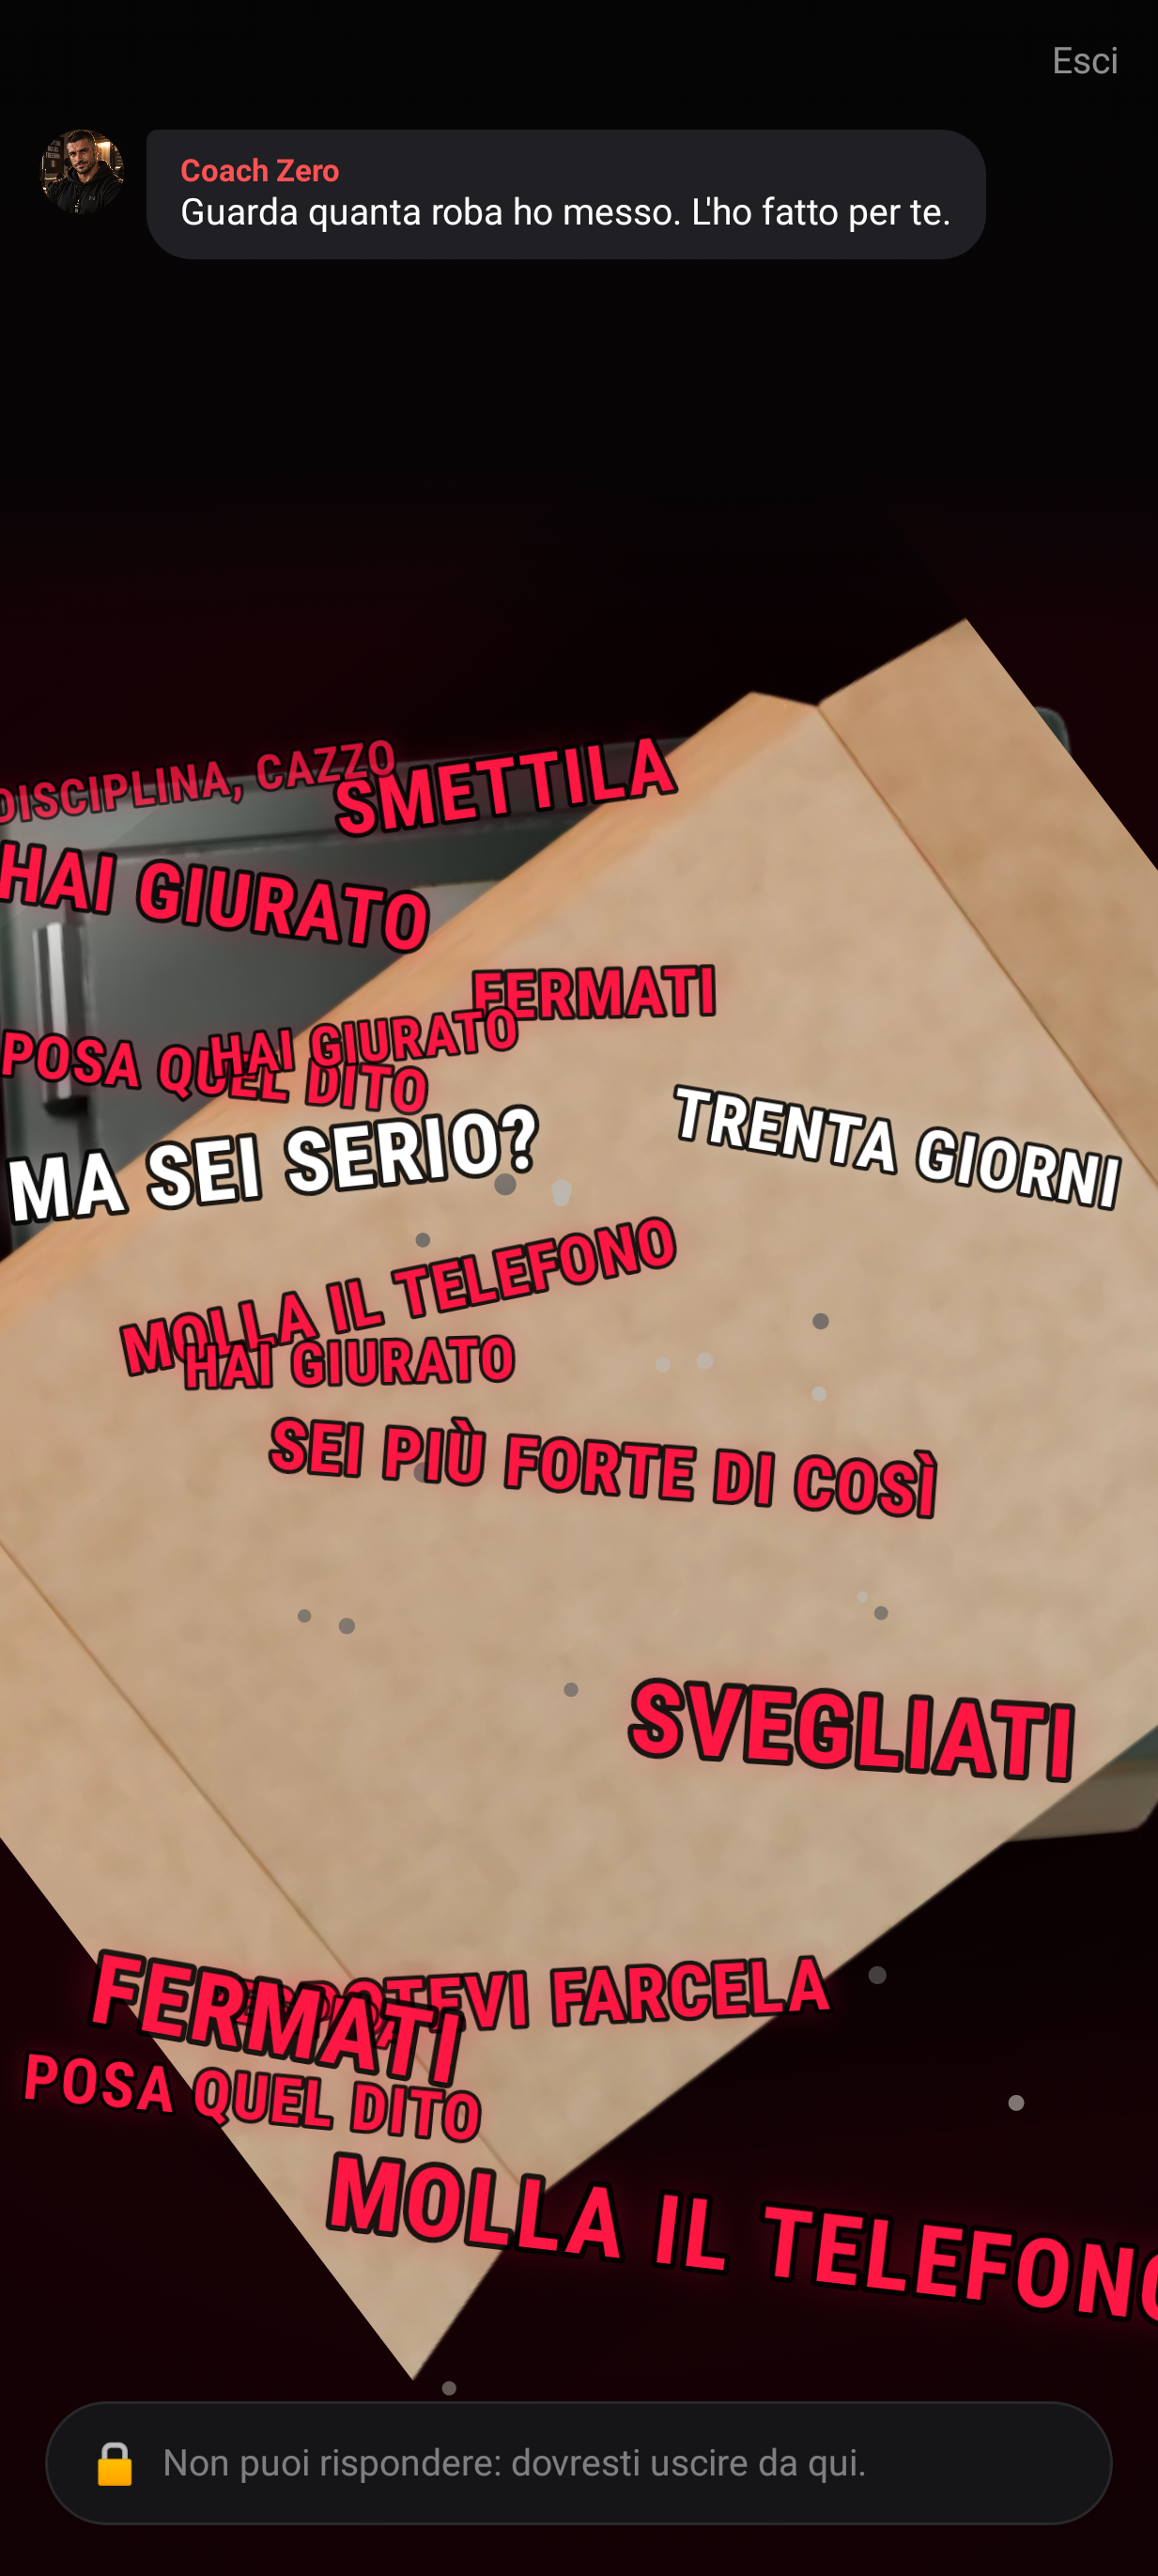 Esci
Coach Zero
Guarda quanta roba ho messo. L'ho fatto per te.
DISCIPLINA, CAZZO
SMETTILA
HAI GIURATO
FERMATI
HAI GIURATO
POSA QUEL DITO
MA SEI SERIO?
TRENTA GIORNI
MOLLA IL TELEFONO
HAI GIURATO
SEI PIÙ FORTE DI COSÌ
SVEGLIATI
FERMATI
POTEVI FARCELA
POSA QUEL DITO
MOLLA IL TELEFONO
Non puoi rispondere: dovresti uscire da qui.